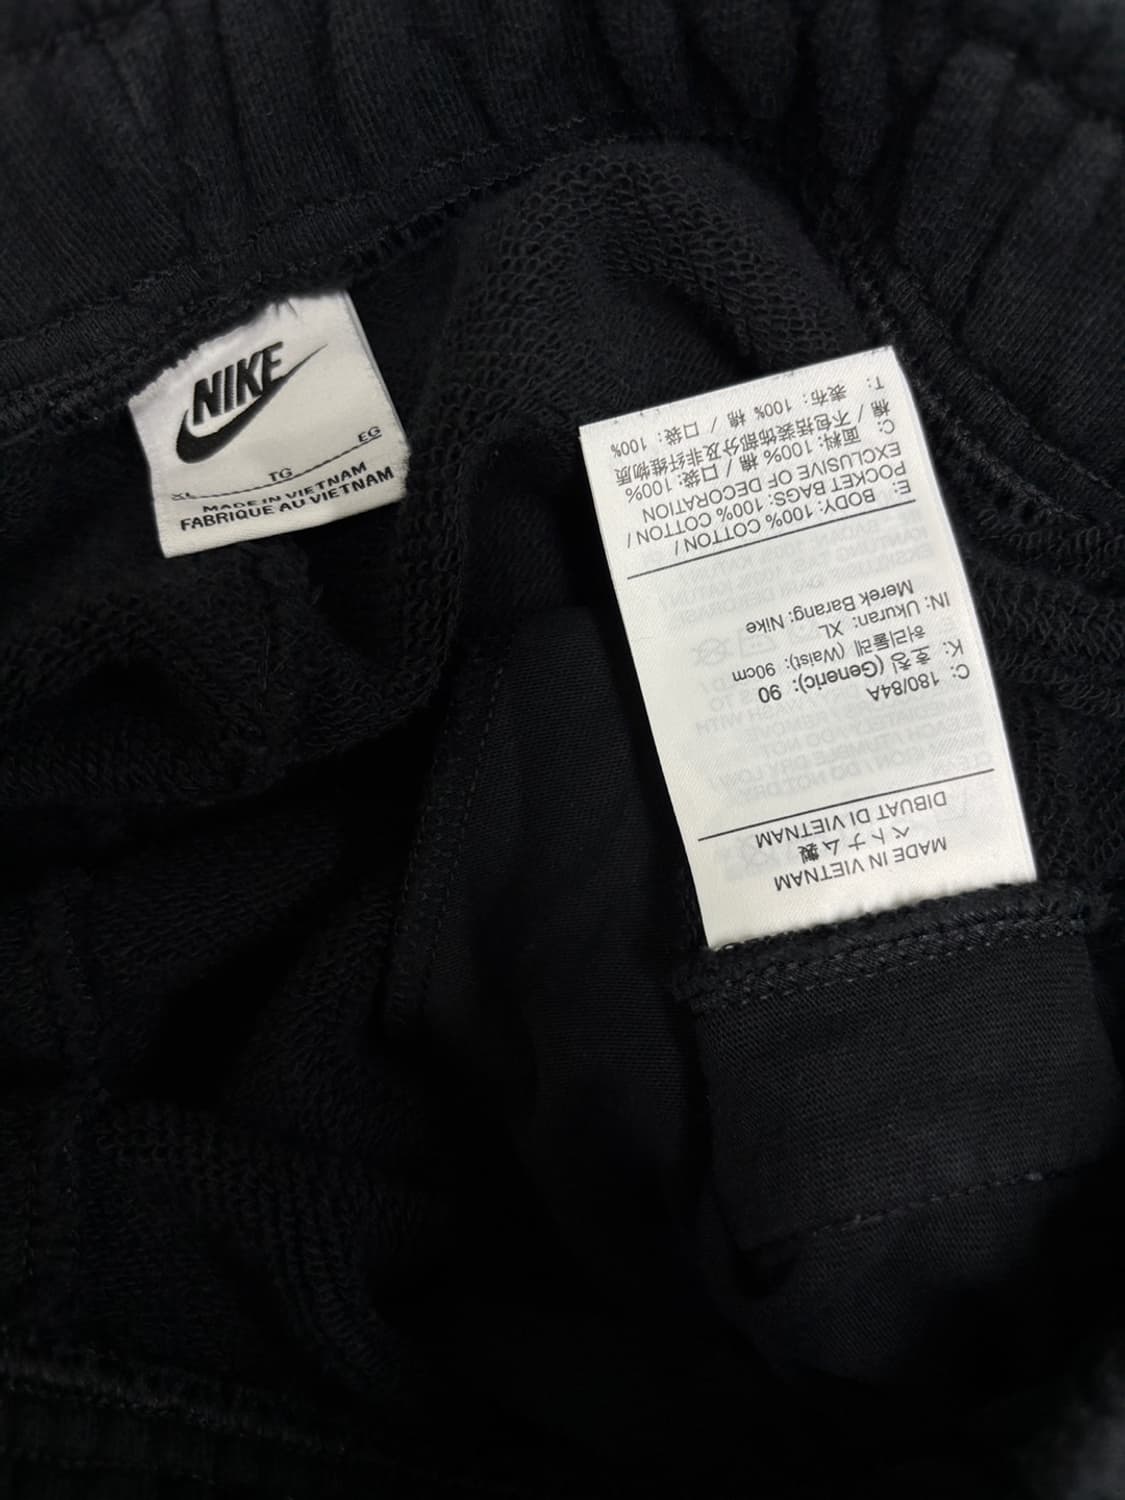 NIKE
XL TG EG
MADE IN VIETNAM
FABRIQUE AU VIETNAM
MADE IN VIETNAM
ベトナム製
DIBUAT DI VIETNAM
C: 180/84A
K: 호칭 (Generic): 90
허리둘레 (Waist): 90cm
IN: Ukuran: XL
Merek Barang: Nike
E: BODY: 100% COTTON /
POCKET BAGS: 100% COTTON /
EXCLUSIVE OF DECORATION
C: 面料: 100% 棉 / 口袋: 100%
棉 / 不包括装饰部分及非纤维物质
T: 表布: 100% 棉 / 口袋: 100%